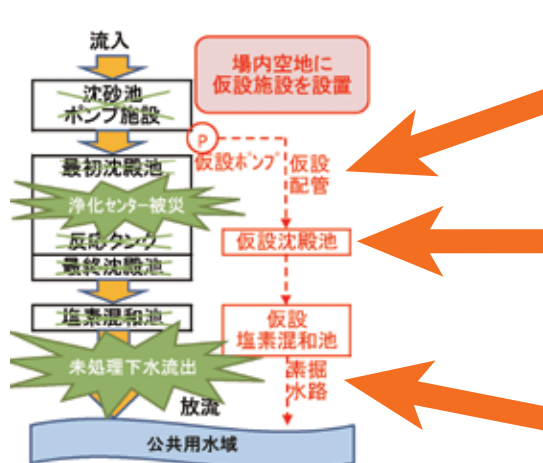 流入
場内空地に
仮設施設を設置
沈砂池
ポンプ施設
P
仮設ポンプ
仮設
配管
最初沈殿池
浄化センター被災
反応タンク
仮設沈殿池
最終沈殿池
塩素混和池
仮設
塩素混和池
未処理下水流出
素掘
水路
放流
公共用水域